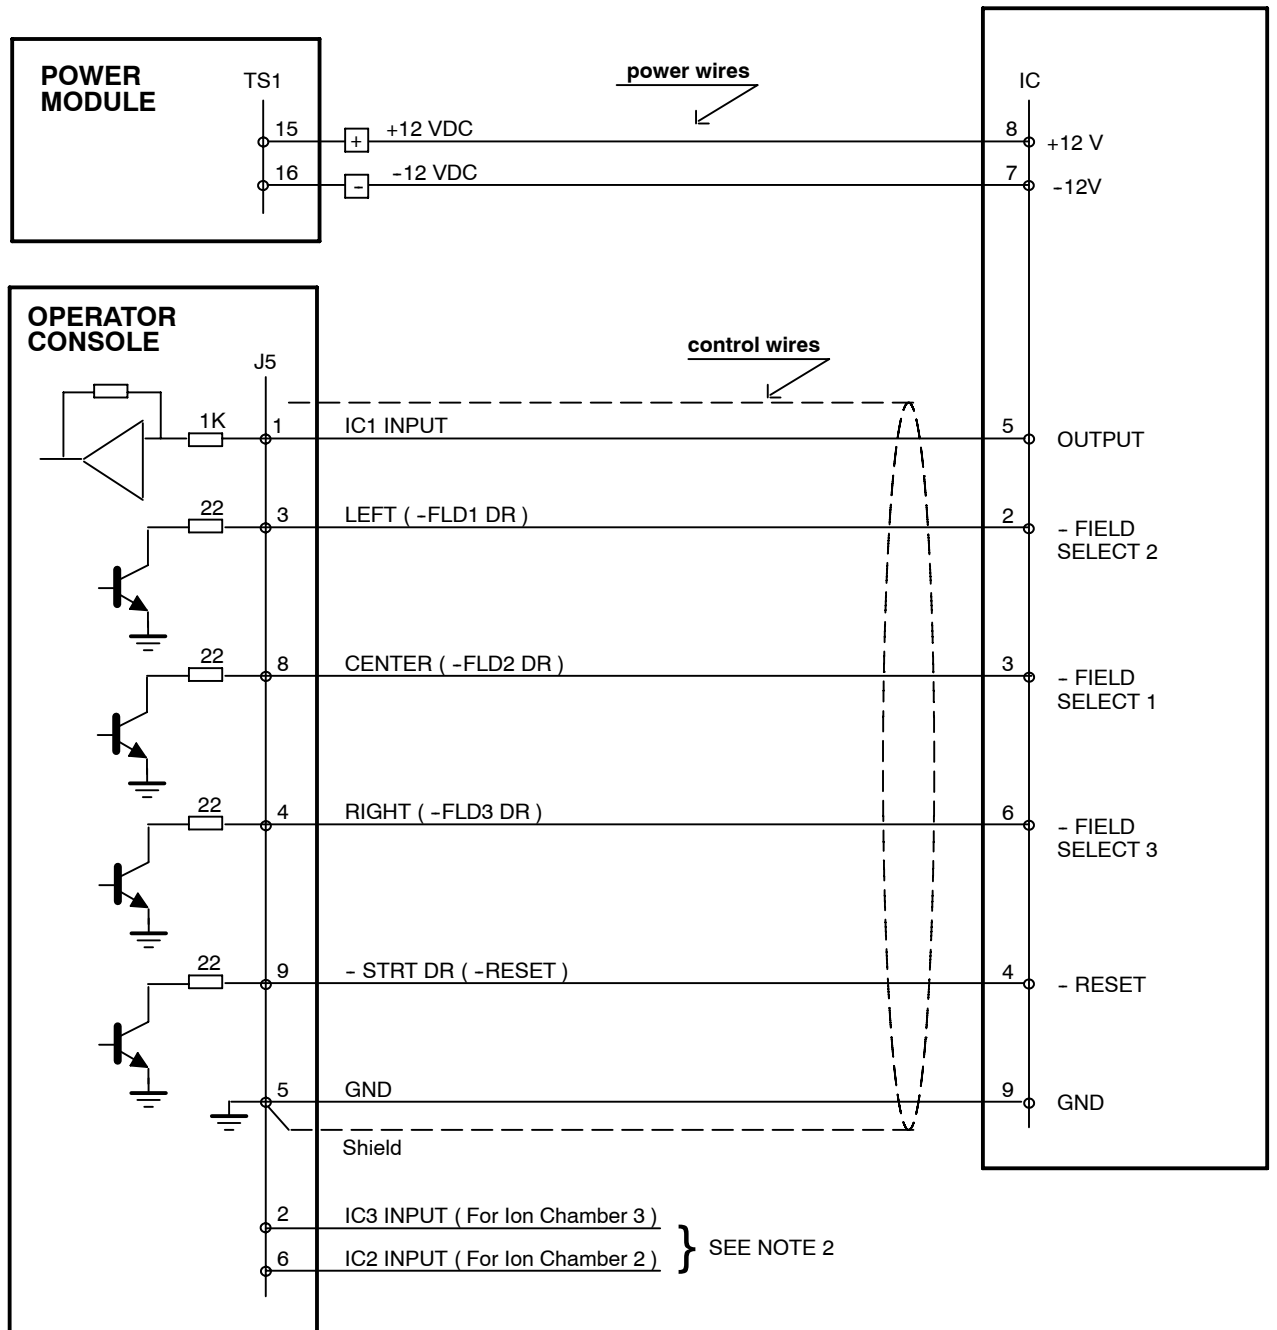 POWER
MODULE
TS1
power wires
IC
15
+
+12 VDC
8
+12 V
16
-
-12 VDC
7
-12V
OPERATOR
CONSOLE
J5
control wires
1K
1
IC1 INPUT
5
OUTPUT
22
3
LEFT ( -FLD1 DR )
2
- FIELD
SELECT 2
22
8
CENTER ( -FLD2 DR )
3
- FIELD
SELECT 1
22
4
RIGHT ( -FLD3 DR )
6
- FIELD
SELECT 3
22
9
- STRT DR ( -RESET )
4
- RESET
5
GND
9
GND
Shield
2
IC3 INPUT ( For Ion Chamber 3 )
6
IC2 INPUT ( For Ion Chamber 2 )
} SEE NOTE 2